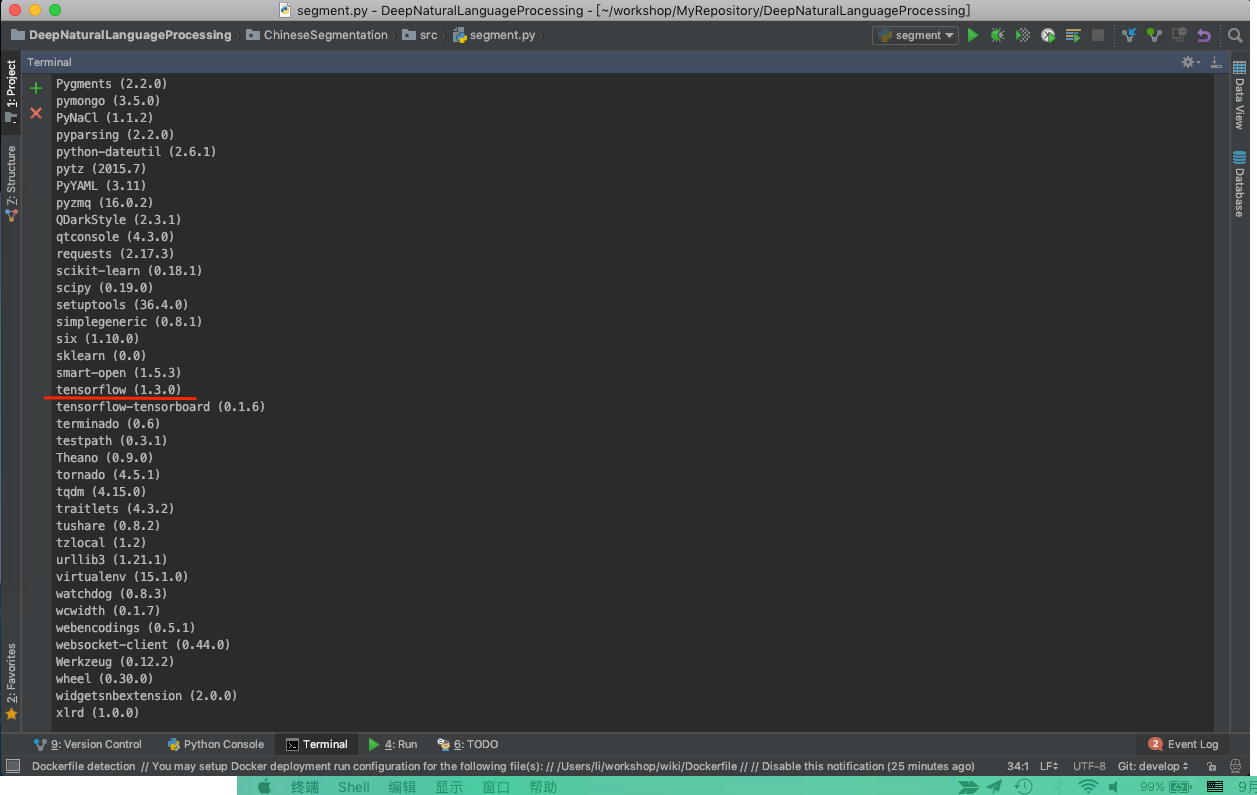 segment.py - DeepNaturalLanguageProcessing - [~/workshop/MyRepository/DeepNaturalLanguageProcessing]
DeepNaturalLanguageProcessing ChineseSegmentation src segment.py segment
Terminal
1: Project
Z: Structure
2: Favorites
Data View
Database
Pygments (2.2.0)
pymongo (3.5.0)
PyNaCl (1.1.2)
pyparsing (2.2.0)
python-dateutil (2.6.1)
pytz (2015.7)
PyYAML (3.11)
pyzmq (16.0.2)
QDarkStyle (2.3.1)
qtconsole (4.3.0)
requests (2.17.3)
scikit-learn (0.18.1)
scipy (0.19.0)
setuptools (36.4.0)
simplegeneric (0.8.1)
six (1.10.0)
sklearn (0.0)
smart-open (1.5.3)
tensorflow (1.3.0)
tensorflow-tensorboard (0.1.6)
terminado (0.6)
testpath (0.3.1)
Theano (0.9.0)
tornado (4.5.1)
tqdm (4.15.0)
traitlets (4.3.2)
tushare (0.8.2)
tzlocal (1.2)
urllib3 (1.21.1)
virtualenv (15.1.0)
watchdog (0.8.3)
wcwidth (0.1.7)
webencodings (0.5.1)
websocket-client (0.44.0)
Werkzeug (0.12.2)
wheel (0.30.0)
widgetsnbextension (2.0.0)
xlrd (1.0.0)
9: Version Control Python Console Terminal 4: Run 6: TODO 2 Event Log
Dockerfile detection // You may setup Docker deployment run configuration for the following file(s): // /Users/li/workshop/wiki/Dockerfile // // Disable this notification (25 minutes ago) 34:1 LF UTF-8 Git: develop
终端 Shell 编辑 显示 窗口 帮助 99% 9月